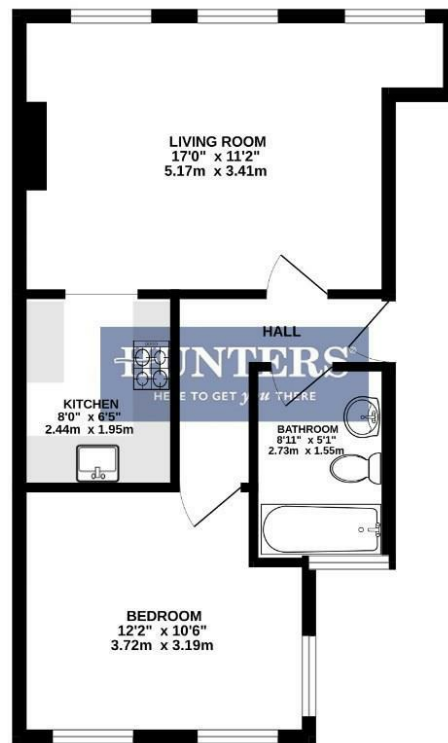 LIVING ROOM
17'0" x 11'2"
5.17m x 3.41m
HALL
HUNTERS®
HERE TO GET you THERE
KITCHEN
8'0" x 6'5"
2.44m x 1.95m
BATHROOM
8'11" x 5'1"
2.73m x 1.55m
BEDROOM
12'2" x 10'6"
3.72m x 3.19m